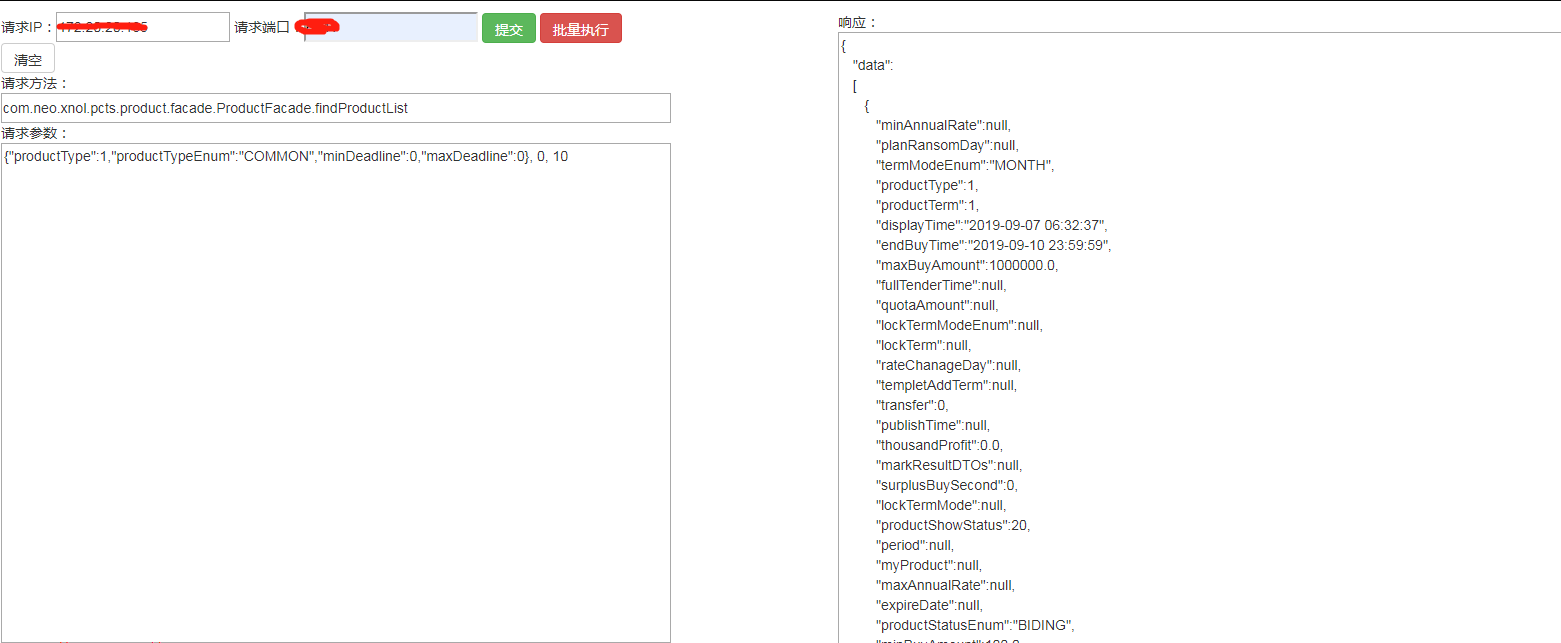 请求IP： 请求端口 提交 批量执行
清空
请求方法：
com.neo.xnol.pcts.product.facade.ProductFacade.findProductList
请求参数：
{"productType":1,"productTypeEnum":"COMMON","minDeadline":0,"maxDeadline":0}, 0, 10
响应：
{
"data":
[
{
"minAnnualRate":null,
"planRansomDay":null,
"termModeEnum":"MONTH",
"productType":1,
"productTerm":1,
"displayTime":"2019-09-07 06:32:37",
"endBuyTime":"2019-09-10 23:59:59",
"maxBuyAmount":1000000.0,
"fullTenderTime":null,
"quotaAmount":null,
"lockTermModeEnum":null,
"lockTerm":null,
"rateChanageDay":null,
"templetAddTerm":null,
"transfer":0,
"publishTime":null,
"thousandProfit":0.0,
"markResultDTOs":null,
"surplusBuySecond":0,
"lockTermMode":null,
"productShowStatus":20,
"period":null,
"myProduct":null,
"maxAnnualRate":null,
"expireDate":null,
"productStatusEnum":"BIDING",